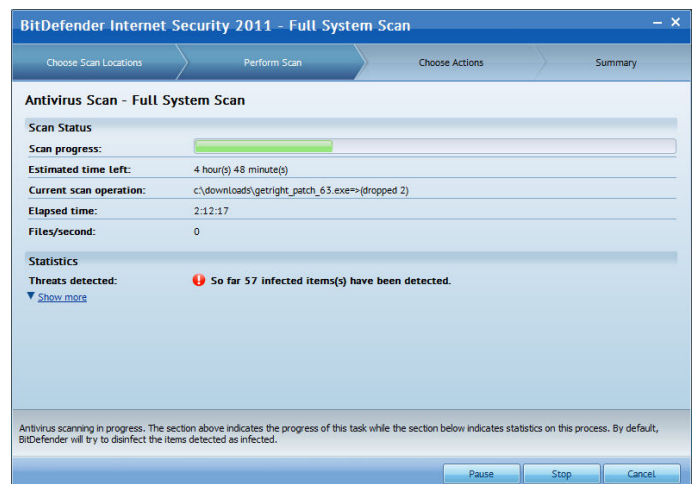 BitDefender Internet Security 2011 - Full System Scan
Choose Scan Locations
Perform Scan
Choose Actions
Summary
Antivirus Scan - Full System Scan
Scan Status
Scan progress:
Estimated time left: 4 hour(s) 48 minute(s)
Current scan operation: c:\downloads\getright_patch_63.exe=>(dropped 2)
Elapsed time: 2:12:17
Files/second: 0
Statistics
Threats detected: So far 57 infected items(s) have been detected.
Show more
Antivirus scanning in progress. The section above indicates the progress of this task while the section below indicates statistics on this process. By default,
BitDefender will try to disinfect the items detected as infected.
Pause
Stop
Cancel